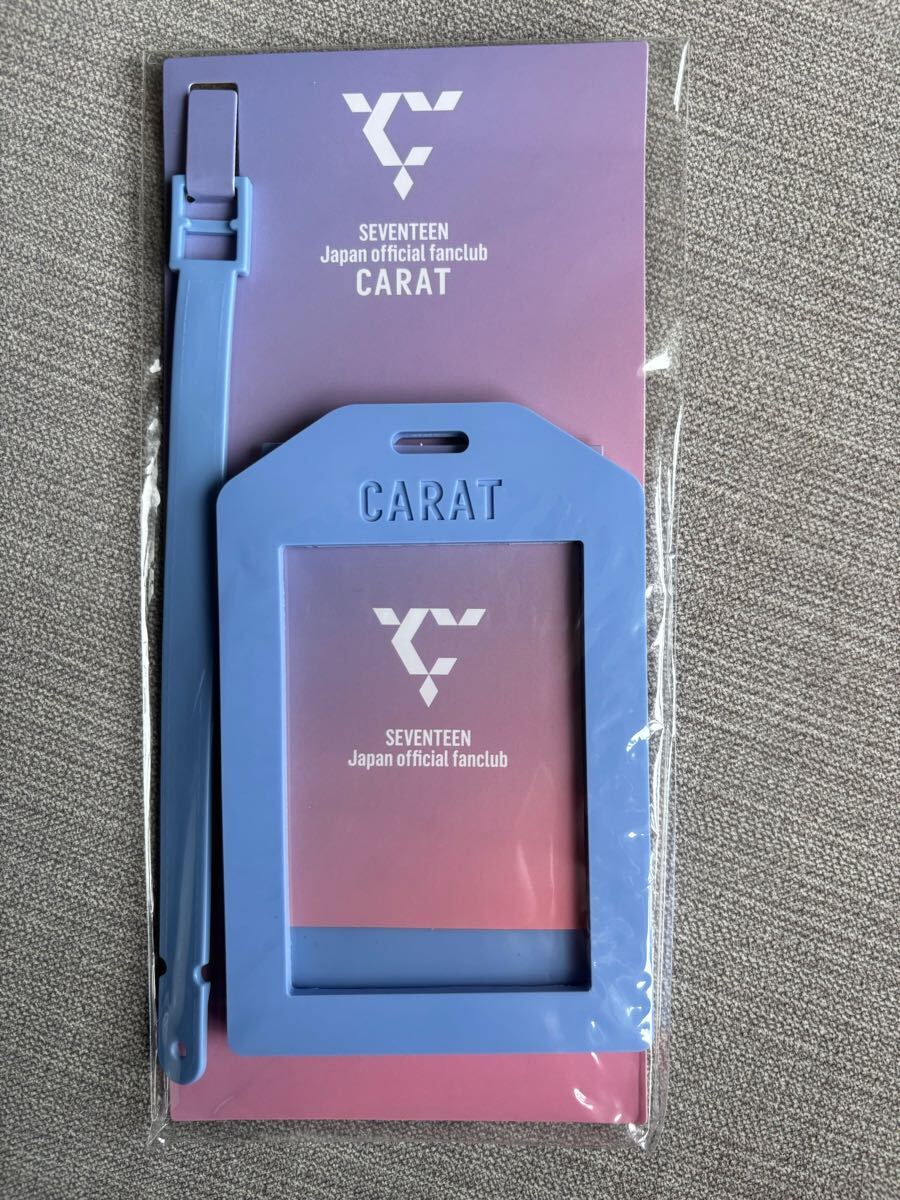 SEVENTEEN
Japan official fanclub
CARAT
CARAT
SEVENTEEN
Japan official fanclub